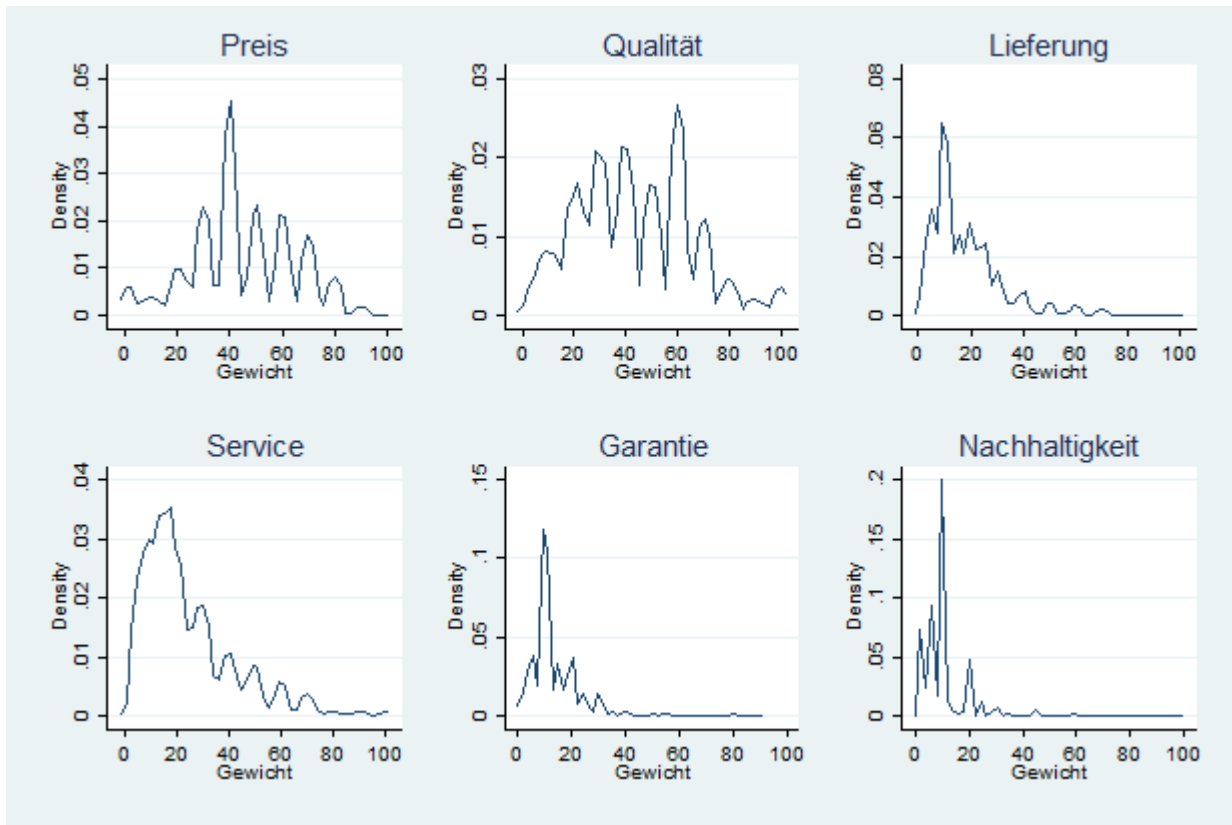 Preis
Density
0 .01 .02 .03 .04 .05
0 20 40 60 80 100
Gewicht
Qualität
Density
0 .01 .02 .03
0 20 40 60 80 100
Gewicht
Lieferung
Density
0 .02 .04 .06 .08
0 20 40 60 80 100
Gewicht
Service
Density
0 .01 .02 .03 .04
0 20 40 60 80 100
Gewicht
Garantie
Density
0 .05 .1 .15
0 20 40 60 80 100
Gewicht
Nachhaltigkeit
Density
0 .05 .1 .15 .2
0 20 40 60 80 100
Gewicht